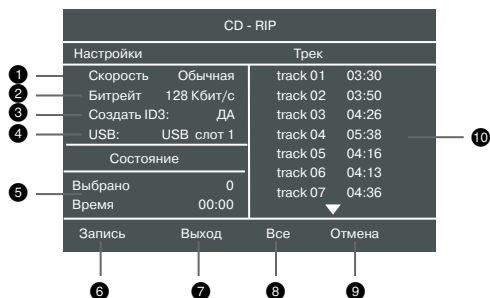 CD - RIP
Настройки Трек
1 Скорость Обычная
2 Битрейт 128 Кбит/с
3 Создать ID3: ДА
4 USB: USB слот 1
Состояние
5 Выбрано 0
Время 00:00
track 01 03:30
track 02 03:50
track 03 04:26
track 04 05:38
track 05 04:16
track 06 04:13
track 07 04:36
10
Запись Выход Все Отмена
6 7 8 9